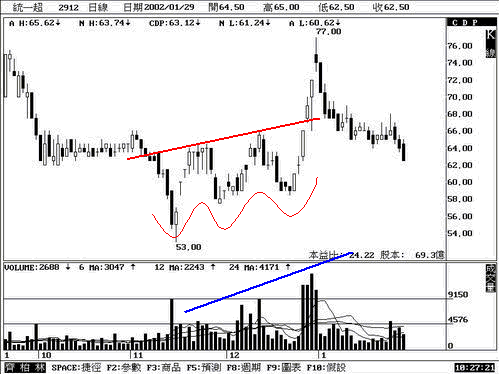 統一超 2912 日線 日期2002/01/29 開64.50 高65.00 低62.50 收62.50
A H:65.62↓ N H:63.74↓ CDP:63.12↓ N L:61.24↓ A L:60.62↓
CDP
K線
77.00
76.00
74.00
72.00
70.00
68.00
66.00
64.00
62.00
60.00
58.00
56.00
54.00
53.00
本益比: 24.22 股本: 69.3億
VOLUME:2688 ↓ 6 MA:3047 ↑ 12 MA:2243 ↑ 24 MA:4171 ↑
成交量
9150
4576
1 10 11 12 1
齊柏林 SPACE:捷徑 F2:參數 F3:商品 F5:預測 F8:週期 F9:圖表 F10:假設 10:27:21